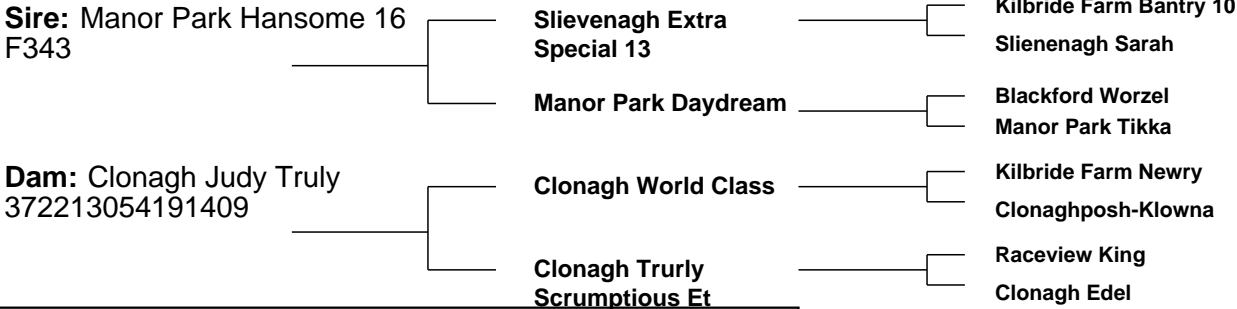 Sire: Manor Park Hansome 16
F343
Slievenagh Extra
Special 13
Kilbride Farm Bantry 10
Slienenagh Sarah
Manor Park Daydream
Blackford Worzel
Manor Park Tikka
Dam: Clonagh Judy Truly
372213054191409
Clonagh World Class
Kilbride Farm Newry
Clonaghposh-Klowna
Clonagh Trurly
Scrumptious Et
Raceview King
Clonagh Edel